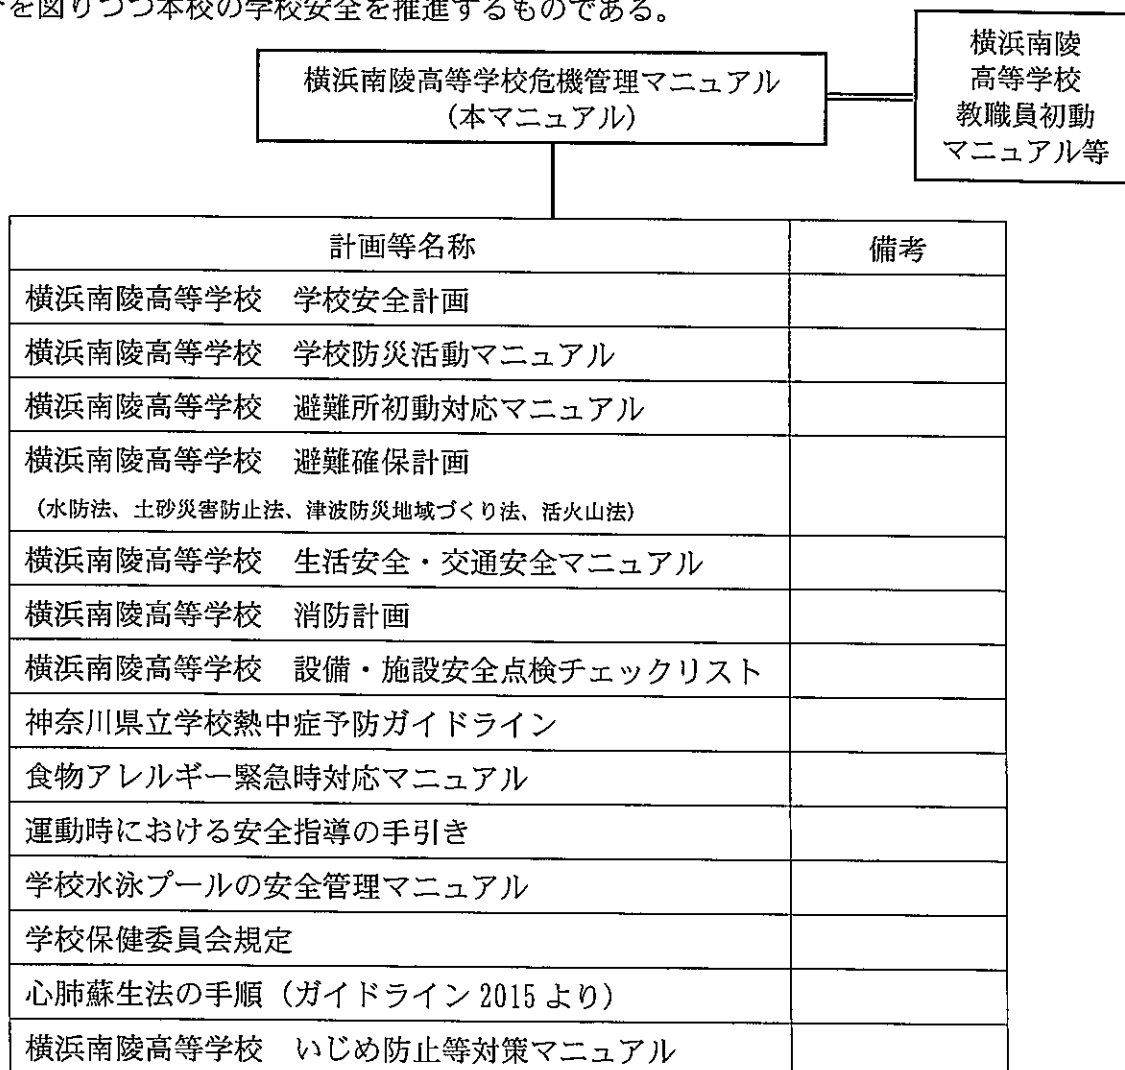 を図りつつ本校の学校安全を推進するものである。
横浜南陵高等学校危機管理マニュアル
(本マニュアル)
横浜南陵
高等学校
教職員初動
マニュアル等
計画等名称 備考
横浜南陵高等学校 学校安全計画
横浜南陵高等学校 学校防災活動マニュアル
横浜南陵高等学校 避難所初動対応マニュアル
横浜南陵高等学校 避難確保計画
(水防法、土砂災害防止法、津波防災地域づくり法、活火山法)
横浜南陵高等学校 生活安全・交通安全マニュアル
横浜南陵高等学校 消防計画
横浜南陵高等学校 設備・施設安全点検チェックリスト
神奈川県立学校熱中症予防ガイドライン
食物アレルギー緊急時対応マニュアル
運動時における安全指導の手引き
学校水泳プールの安全管理マニュアル
学校保健委員会規定
心肺蘇生法の手順(ガイドライン 2015 より)
横浜南陵高等学校 いじめ防止等対策マニュアル